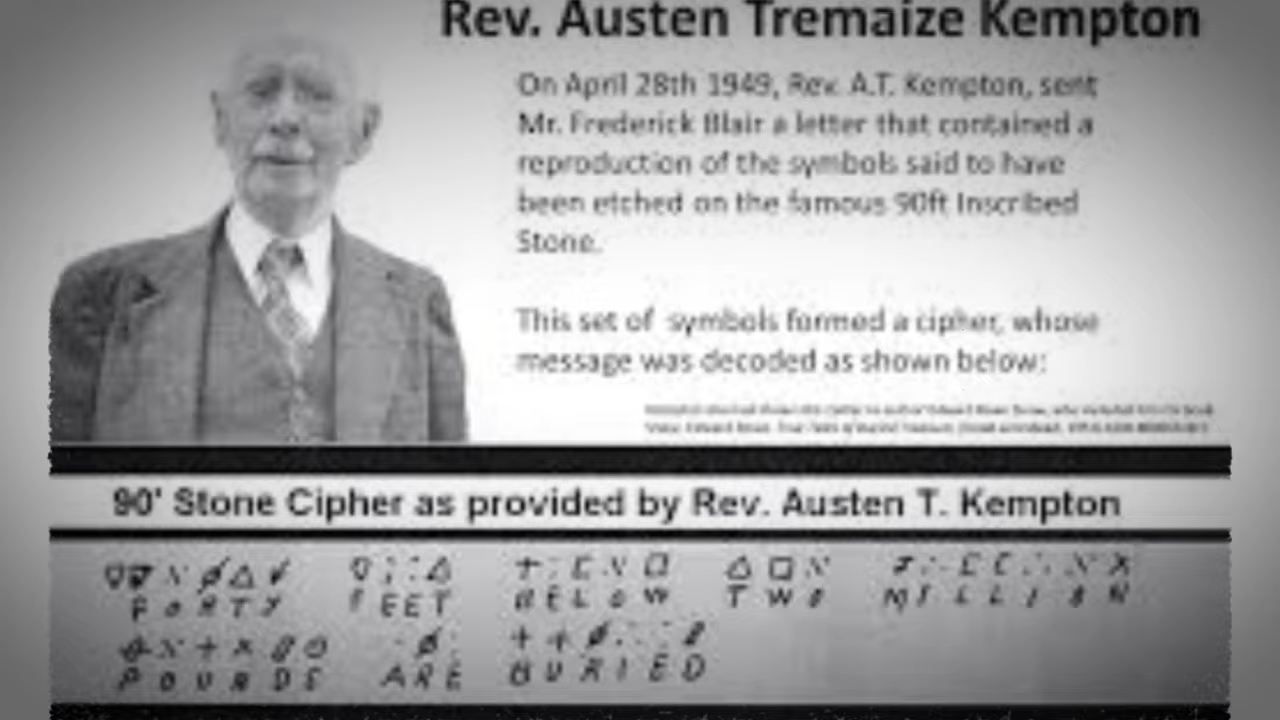 Rev. Austen Tremaize Kempton
On April 28th 1949, Rev. A.T. Kempton, sent
Mr. Frederick Blair a letter that contained a
reproduction of the symbols said to have
been etched on the famous 90ft Inscribed
Stone.
This set of symbols formed a cipher, whose
message was decoded as shown below:
90' Stone Cipher as provided by Rev. Austen T. Kempton
FORTY FEET BELOW TWO MILLION
POUNDS ARE BURIED